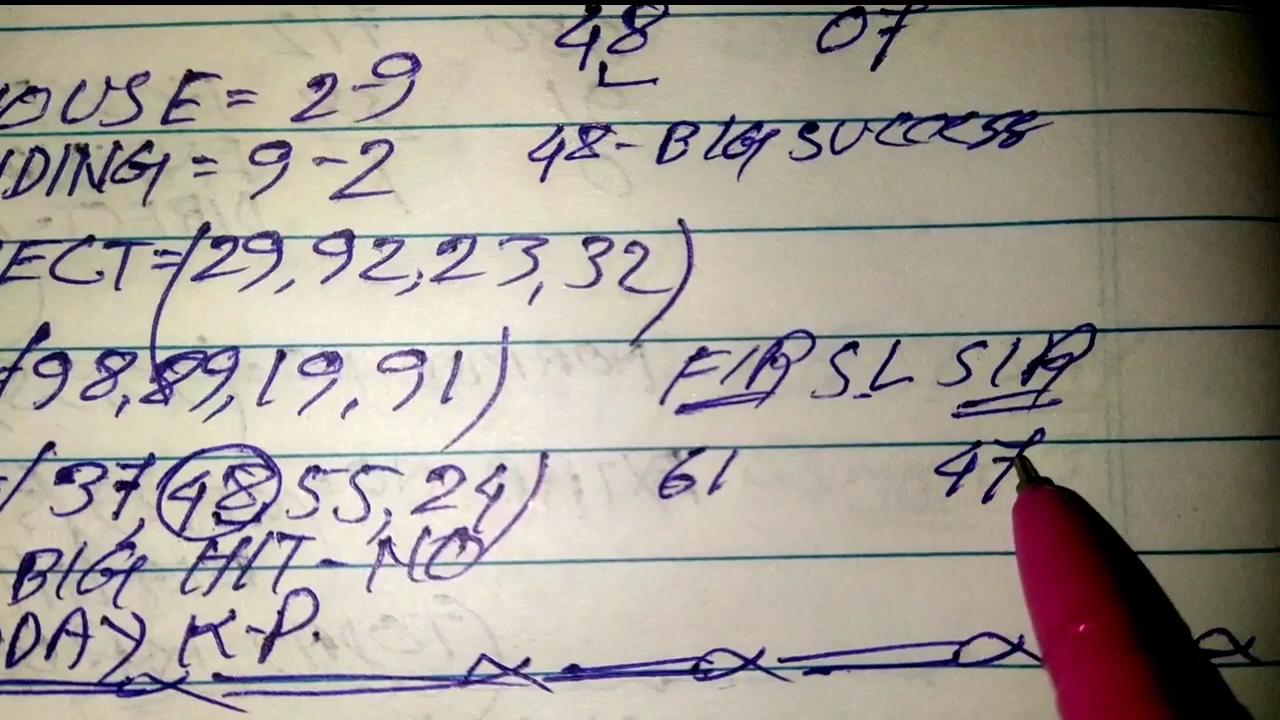 48 07
OUSE = 2-9
DING = 9-2 48-BIG SUCCESS
ECT=(29,92,23,32)
(98,89,19,91) FIR SL SIR
(37,48,55,24) 61 47
BIG HIT-NO
DAY K.P.